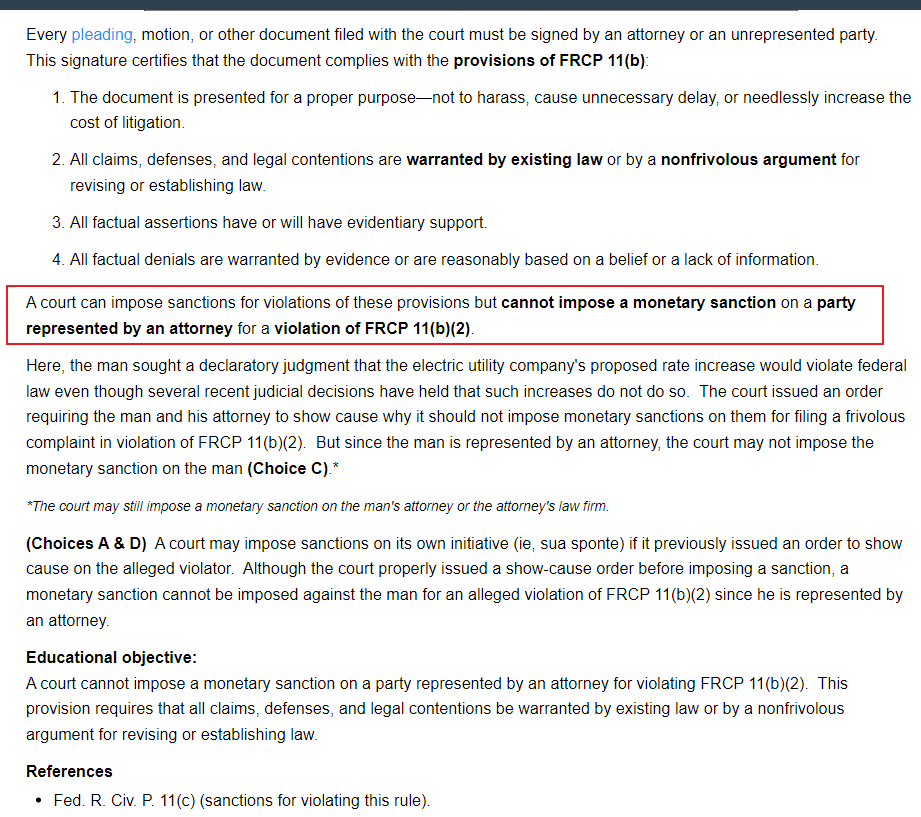 Every pleading, motion, or other document filed with the court must be signed by an attorney or an unrepresented party.
This signature certifies that the document complies with the provisions of FRCP 11(b):
1. The document is presented for a proper purpose—not to harass, cause unnecessary delay, or needlessly increase the
cost of litigation.
2. All claims, defenses, and legal contentions are warranted by existing law or by a nonfrivolous argument for
revising or establishing law.
3. All factual assertions have or will have evidentiary support.
4. All factual denials are warranted by evidence or are reasonably based on a belief or a lack of information.
A court can impose sanctions for violations of these provisions but cannot impose a monetary sanction on a party
represented by an attorney for a violation of FRCP 11(b)(2).
Here, the man sought a declaratory judgment that the electric utility company's proposed rate increase would violate federal
law even though several recent judicial decisions have held that such increases do not do so.  The court issued an order
requiring the man and his attorney to show cause why it should not impose monetary sanctions on them for filing a frivolous
complaint in violation of FRCP 11(b)(2).  But since the man is represented by an attorney, the court may not impose the
monetary sanction on the man (Choice C).*
*The court may still impose a monetary sanction on the man's attorney or the attorney's law firm.
(Choices A & D)  A court may impose sanctions on its own initiative (ie, sua sponte) if it previously issued an order to show
cause on the alleged violator.  Although the court properly issued a show-cause order before imposing a sanction, a
monetary sanction cannot be imposed against the man for an alleged violation of FRCP 11(b)(2) since he is represented by
an attorney.
Educational objective:
A court cannot impose a monetary sanction on a party represented by an attorney for violating FRCP 11(b)(2).  This
provision requires that all claims, defenses, and legal contentions be warranted by existing law or by a nonfrivolous
argument for revising or establishing law.
References
• Fed. R. Civ. P. 11(c) (sanctions for violating this rule).